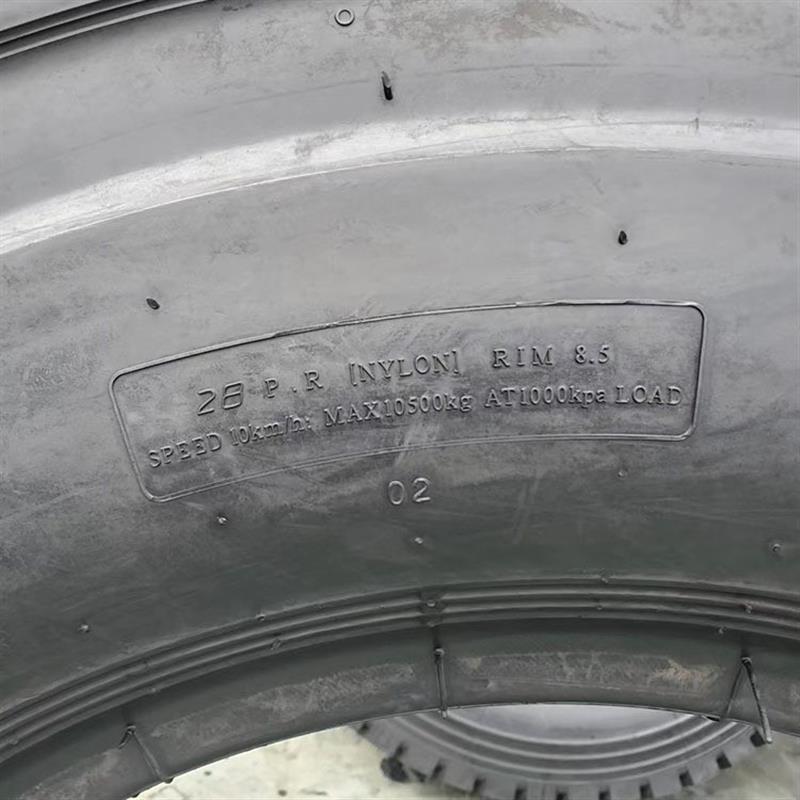 28 P.R [NYLON] RIM 8.5
SPEED 10km/h: MAX10500kg AT1000kpa LOAD
02